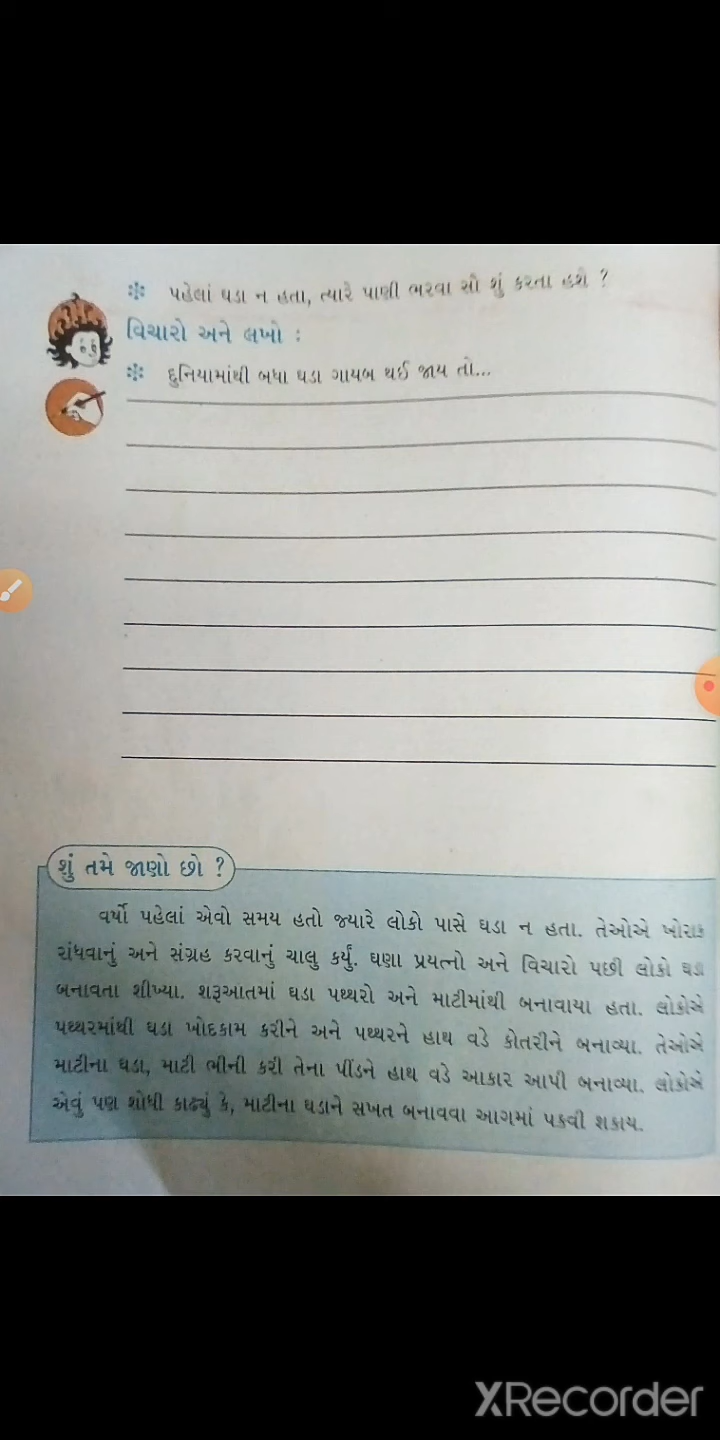 પહેલાં ઘડા ન હતા, ત્યારે પાણી ભરવા સૌ શું કરતા હશે ?
વિચારો અને લખો :
દુનિયામાંથી બધા ઘડા ગાયબ થઈ જાય તો...
શું તમે જાણો છો ?
વર્ષો પહેલાં એવો સમય હતો જ્યારે લોકો પાસે ઘડા ન હતા. તેઓએ ખોરાક
રાંધવાનું અને સંગ્રહ કરવાનું ચાલુ કર્યું. ઘણા પ્રયત્નો અને વિચારો પછી લોકો ઘડા
બનાવતા શીખ્યા. શરૂઆતમાં ઘડા પથ્થરો અને માટીમાંથી બનાવાયા હતા. લોકોએ
પથ્થરમાંથી ઘડા ખોદકામ કરીને અને પથ્થરને હાથ વડે કોતરીને બનાવ્યા. તેઓએ
માટીના ઘડા, માટી ભીની કરી તેના પીંડને હાથ વડે આકાર આપી બનાવ્યા. લોકોએ
એવું પણ શોધી કાઢ્યું કે, માટીના ઘડાને સખત બનાવવા આગમાં પકવી શકાય.
XRecorder